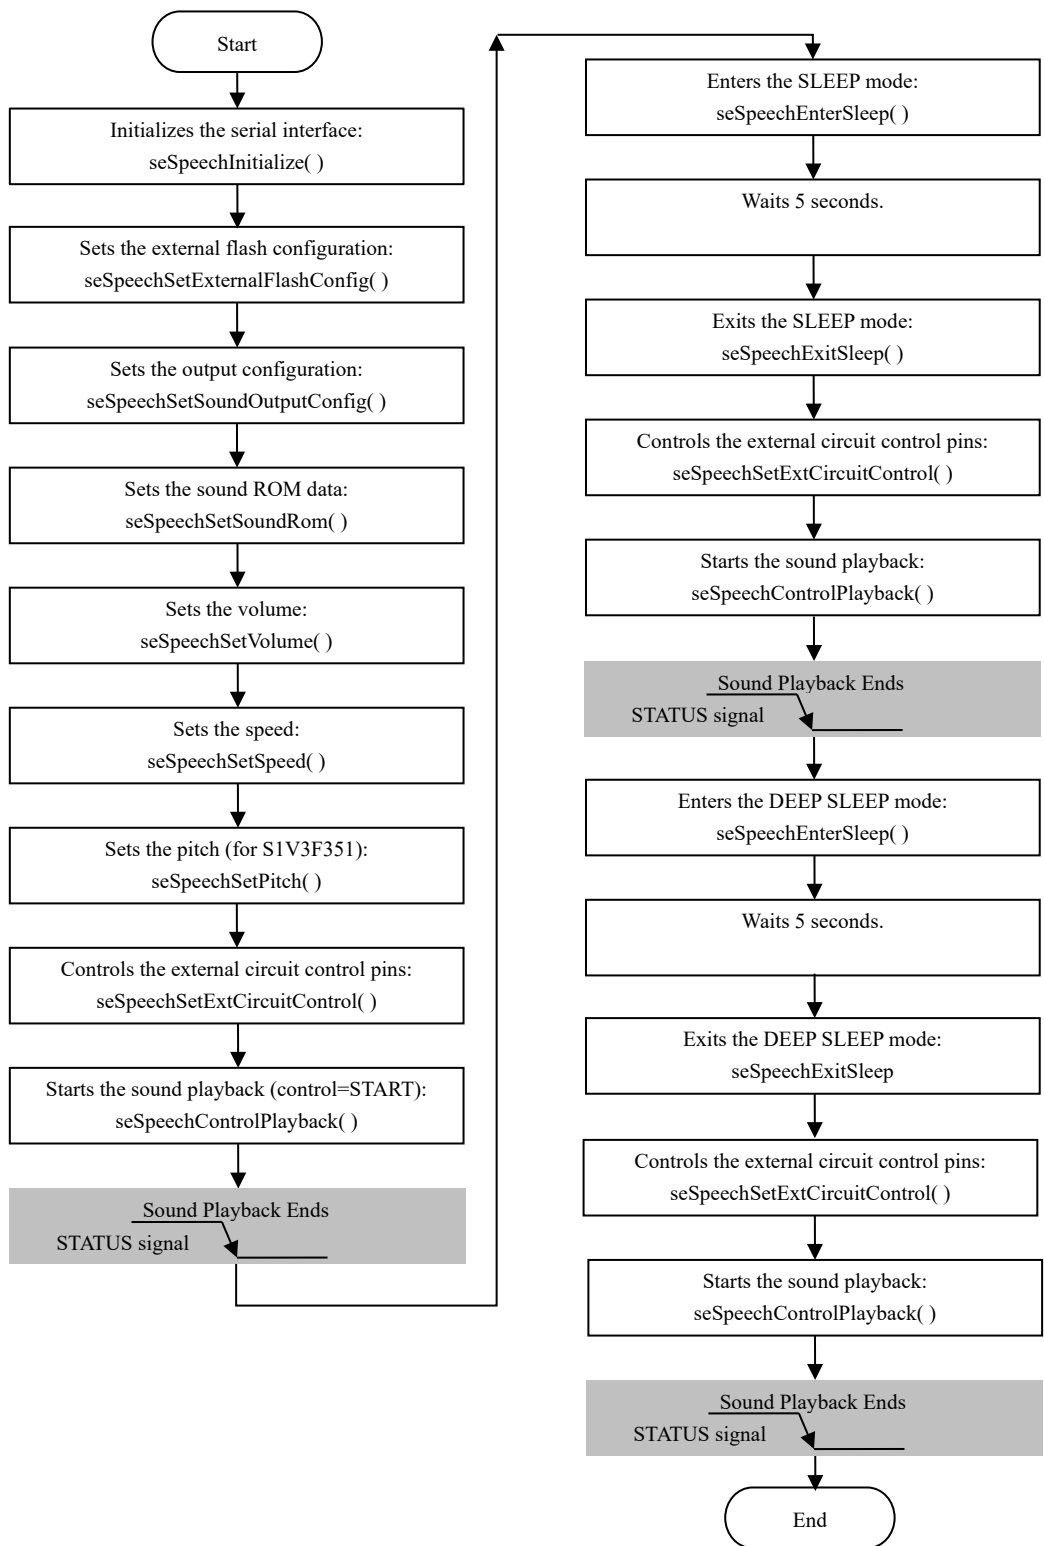 Start
Initializes the serial interface:
seSpeechInitialize( )
Sets the external flash configuration:
seSpeechSetExternalFlashConfig( )
Sets the output configuration:
seSpeechSetSoundOutputConfig( )
Sets the sound ROM data:
seSpeechSetSoundRom( )
Sets the volume:
seSpeechSetVolume( )
Sets the speed:
seSpeechSetSpeed( )
Sets the pitch (for S1V3F351):
seSpeechSetPitch( )
Controls the external circuit control pins:
seSpeechSetExtCircuitControl( )
Starts the sound playback (control=START):
seSpeechControlPlayback( )
Sound Playback Ends
STATUS signal
Enters the SLEEP mode:
seSpeechEnterSleep( )
Waits 5 seconds.
Exits the SLEEP mode:
seSpeechExitSleep( )
Controls the external circuit control pins:
seSpeechSetExtCircuitControl( )
Starts the sound playback:
seSpeechControlPlayback( )
Sound Playback Ends
STATUS signal
Enters the DEEP SLEEP mode:
seSpeechEnterSleep( )
Waits 5 seconds.
Exits the DEEP SLEEP mode:
seSpeechExitSleep
Controls the external circuit control pins:
seSpeechSetExtCircuitControl( )
Starts the sound playback:
seSpeechControlPlayback( )
Sound Playback Ends
STATUS signal
End